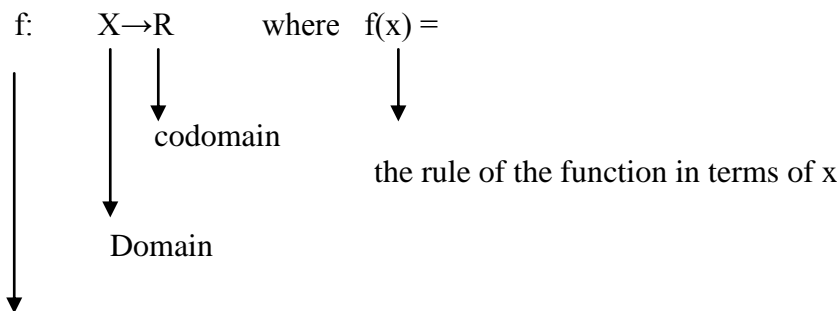 f: X→R where f(x) =
codomain
the rule of the function in terms of x
Domain